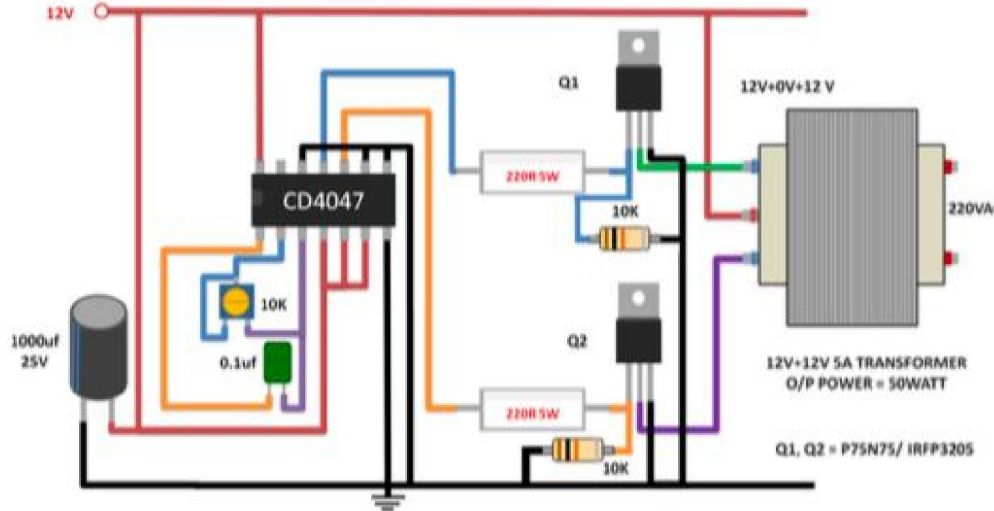 12V
Q1
12V+0V+12 V
CD4047
220R 5W
10K
220VA
10K
1000uf
25V
0.1uf
Q2
12V+12V 5A TRANSFORMER
O/P POWER = 50WATT
220R 5W
10K
Q1, Q2 = P75N75/ IRFP3205